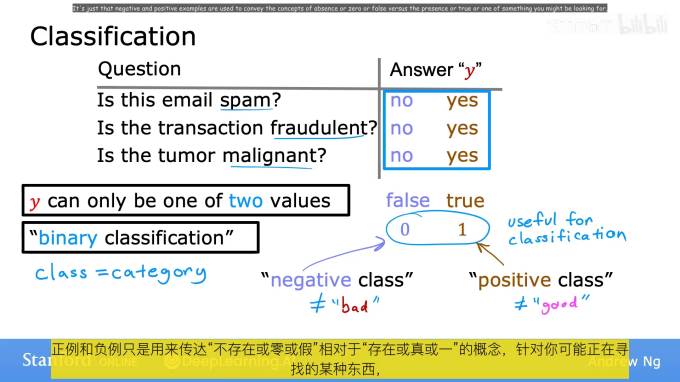 It's just that negative and positive examples are used to convey the concepts of absence or zero or false versus the presence or true or one of something you might be looking for.
bilibili
Classification
Question Answer "y"
Is this email spam? no yes
Is the transaction fraudulent? no yes
Is the tumor malignant? no yes
y can only be one of two values
false true
0 1
useful for
classification
"binary classification"
class = category
"negative class" "positive class"
≠ "bad" ≠ "good"
正例和负例只是用来传达“不存在或零或假”相对于“存在或真或一”的概念，针对你可能正在寻
找的某种东西,
Stanford ONLINE DeepLearning.AI Andrew Ng